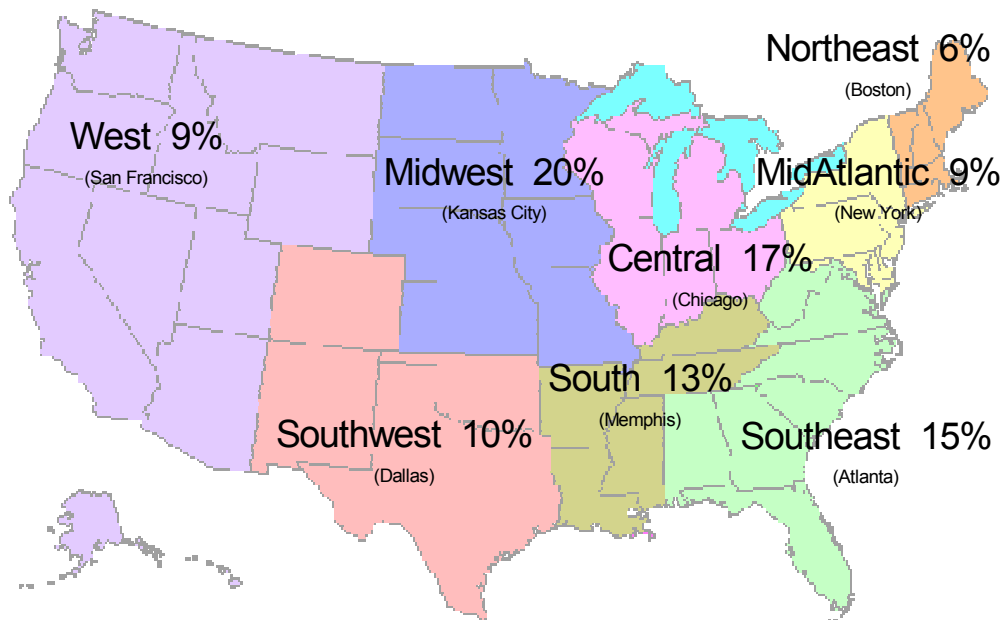 Northeast 6%
(Boston)
West 9%
(San Francisco)
Midwest 20%
(Kansas City)
MidAtlantic 9%
(New York)
Central 17%
(Chicago)
South 13%
(Memphis)
Southwest 10%
(Dallas)
Southeast 15%
(Atlanta)